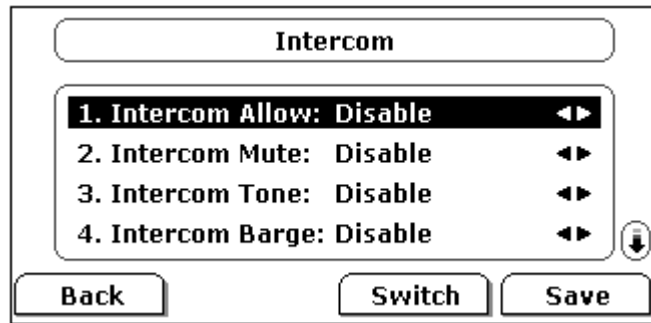 Intercom
1. Intercom Allow: Disable
2. Intercom Mute: Disable
3. Intercom Tone: Disable
4. Intercom Barge: Disable
Back Switch Save